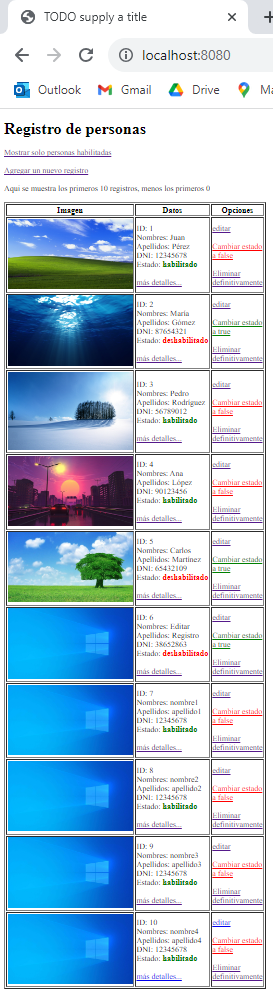 TODO supply a title
localhost:8080
Outlook
Gmail
Drive
Ma
Registro de personas
Mostrar solo personas habilitadas
Agregar un nuevo registro
Aqui se muestra los primeros 10 registros, menos los primeros 0
Imagen Datos Opciones
ID: 1
Nombres: Juan
Apellidos: Pérez
DNI: 12345678
Estado: habilitado
más detalles...
editar
Cambiar estado
a false
Eliminar
definitivamente
ID: 2
Nombres: María
Apellidos: Gómez
DNI: 87654321
Estado: deshabilitado
más detalles...
editar
Cambiar estado
a true
Eliminar
definitivamente
ID: 3
Nombres: Pedro
Apellidos: Rodríguez
DNI: 56789012
Estado: habilitado
más detalles...
editar
Cambiar estado
a false
Eliminar
definitivamente
ID: 4
Nombres: Ana
Apellidos: López
DNI: 90123456
Estado: habilitado
más detalles...
editar
Cambiar estado
a false
Eliminar
definitivamente
ID: 5
Nombres: Carlos
Apellidos: Martínez
DNI: 65432109
Estado: deshabilitado
más detalles...
editar
Cambiar estado
a true
Eliminar
definitivamente
ID: 6
Nombres: Editar
Apellidos: Registro
DNI: 38652863
Estado: deshabilitado
más detalles...
editar
Cambiar estado
a true
Eliminar
definitivamente
ID: 7
Nombres: nombre1
Apellidos: apellido1
DNI: 12345678
Estado: habilitado
más detalles...
editar
Cambiar estado
a false
Eliminar
definitivamente
ID: 8
Nombres: nombre2
Apellidos: apellido2
DNI: 12345678
Estado: habilitado
más detalles...
editar
Cambiar estado
a false
Eliminar
definitivamente
ID: 9
Nombres: nombre3
Apellidos: apellido3
DNI: 12345678
Estado: habilitado
más detalles...
editar
Cambiar estado
a false
Eliminar
definitivamente
ID: 10
Nombres: nombre4
Apellidos: apellido4
DNI: 12345678
Estado: habilitado
más detalles...
editar
Cambiar estado
a false
Eliminar
definitivamente